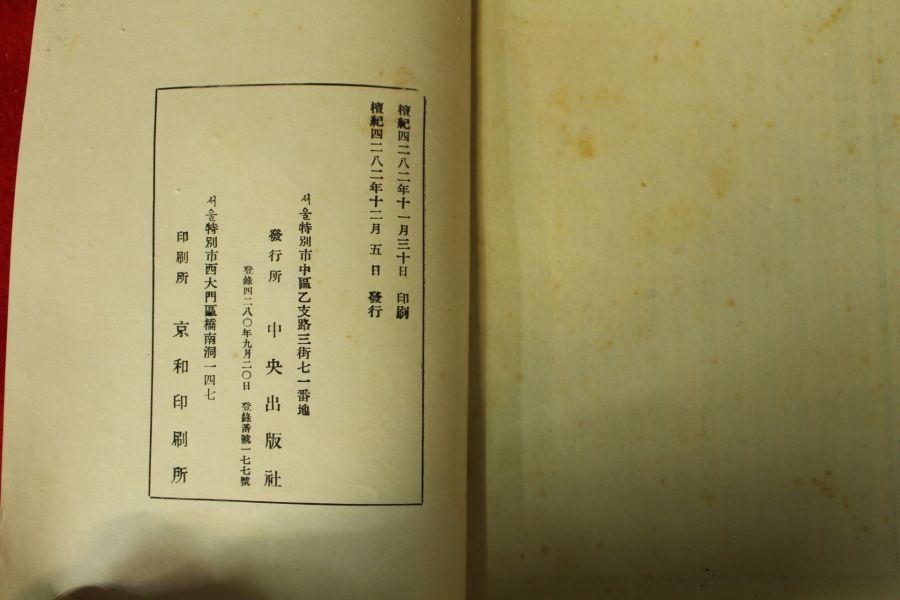 檀紀四二八二年十一月三十日 印刷
檀紀四二八二年十二月 五 日 發行
서울特別市中區乙支路三街七一番地
發行所 中央出版社
登錄四二八〇年九月二〇日 登錄番號一七七號
서울特別市西大門區橋南洞一四七
印刷所 京和印刷所